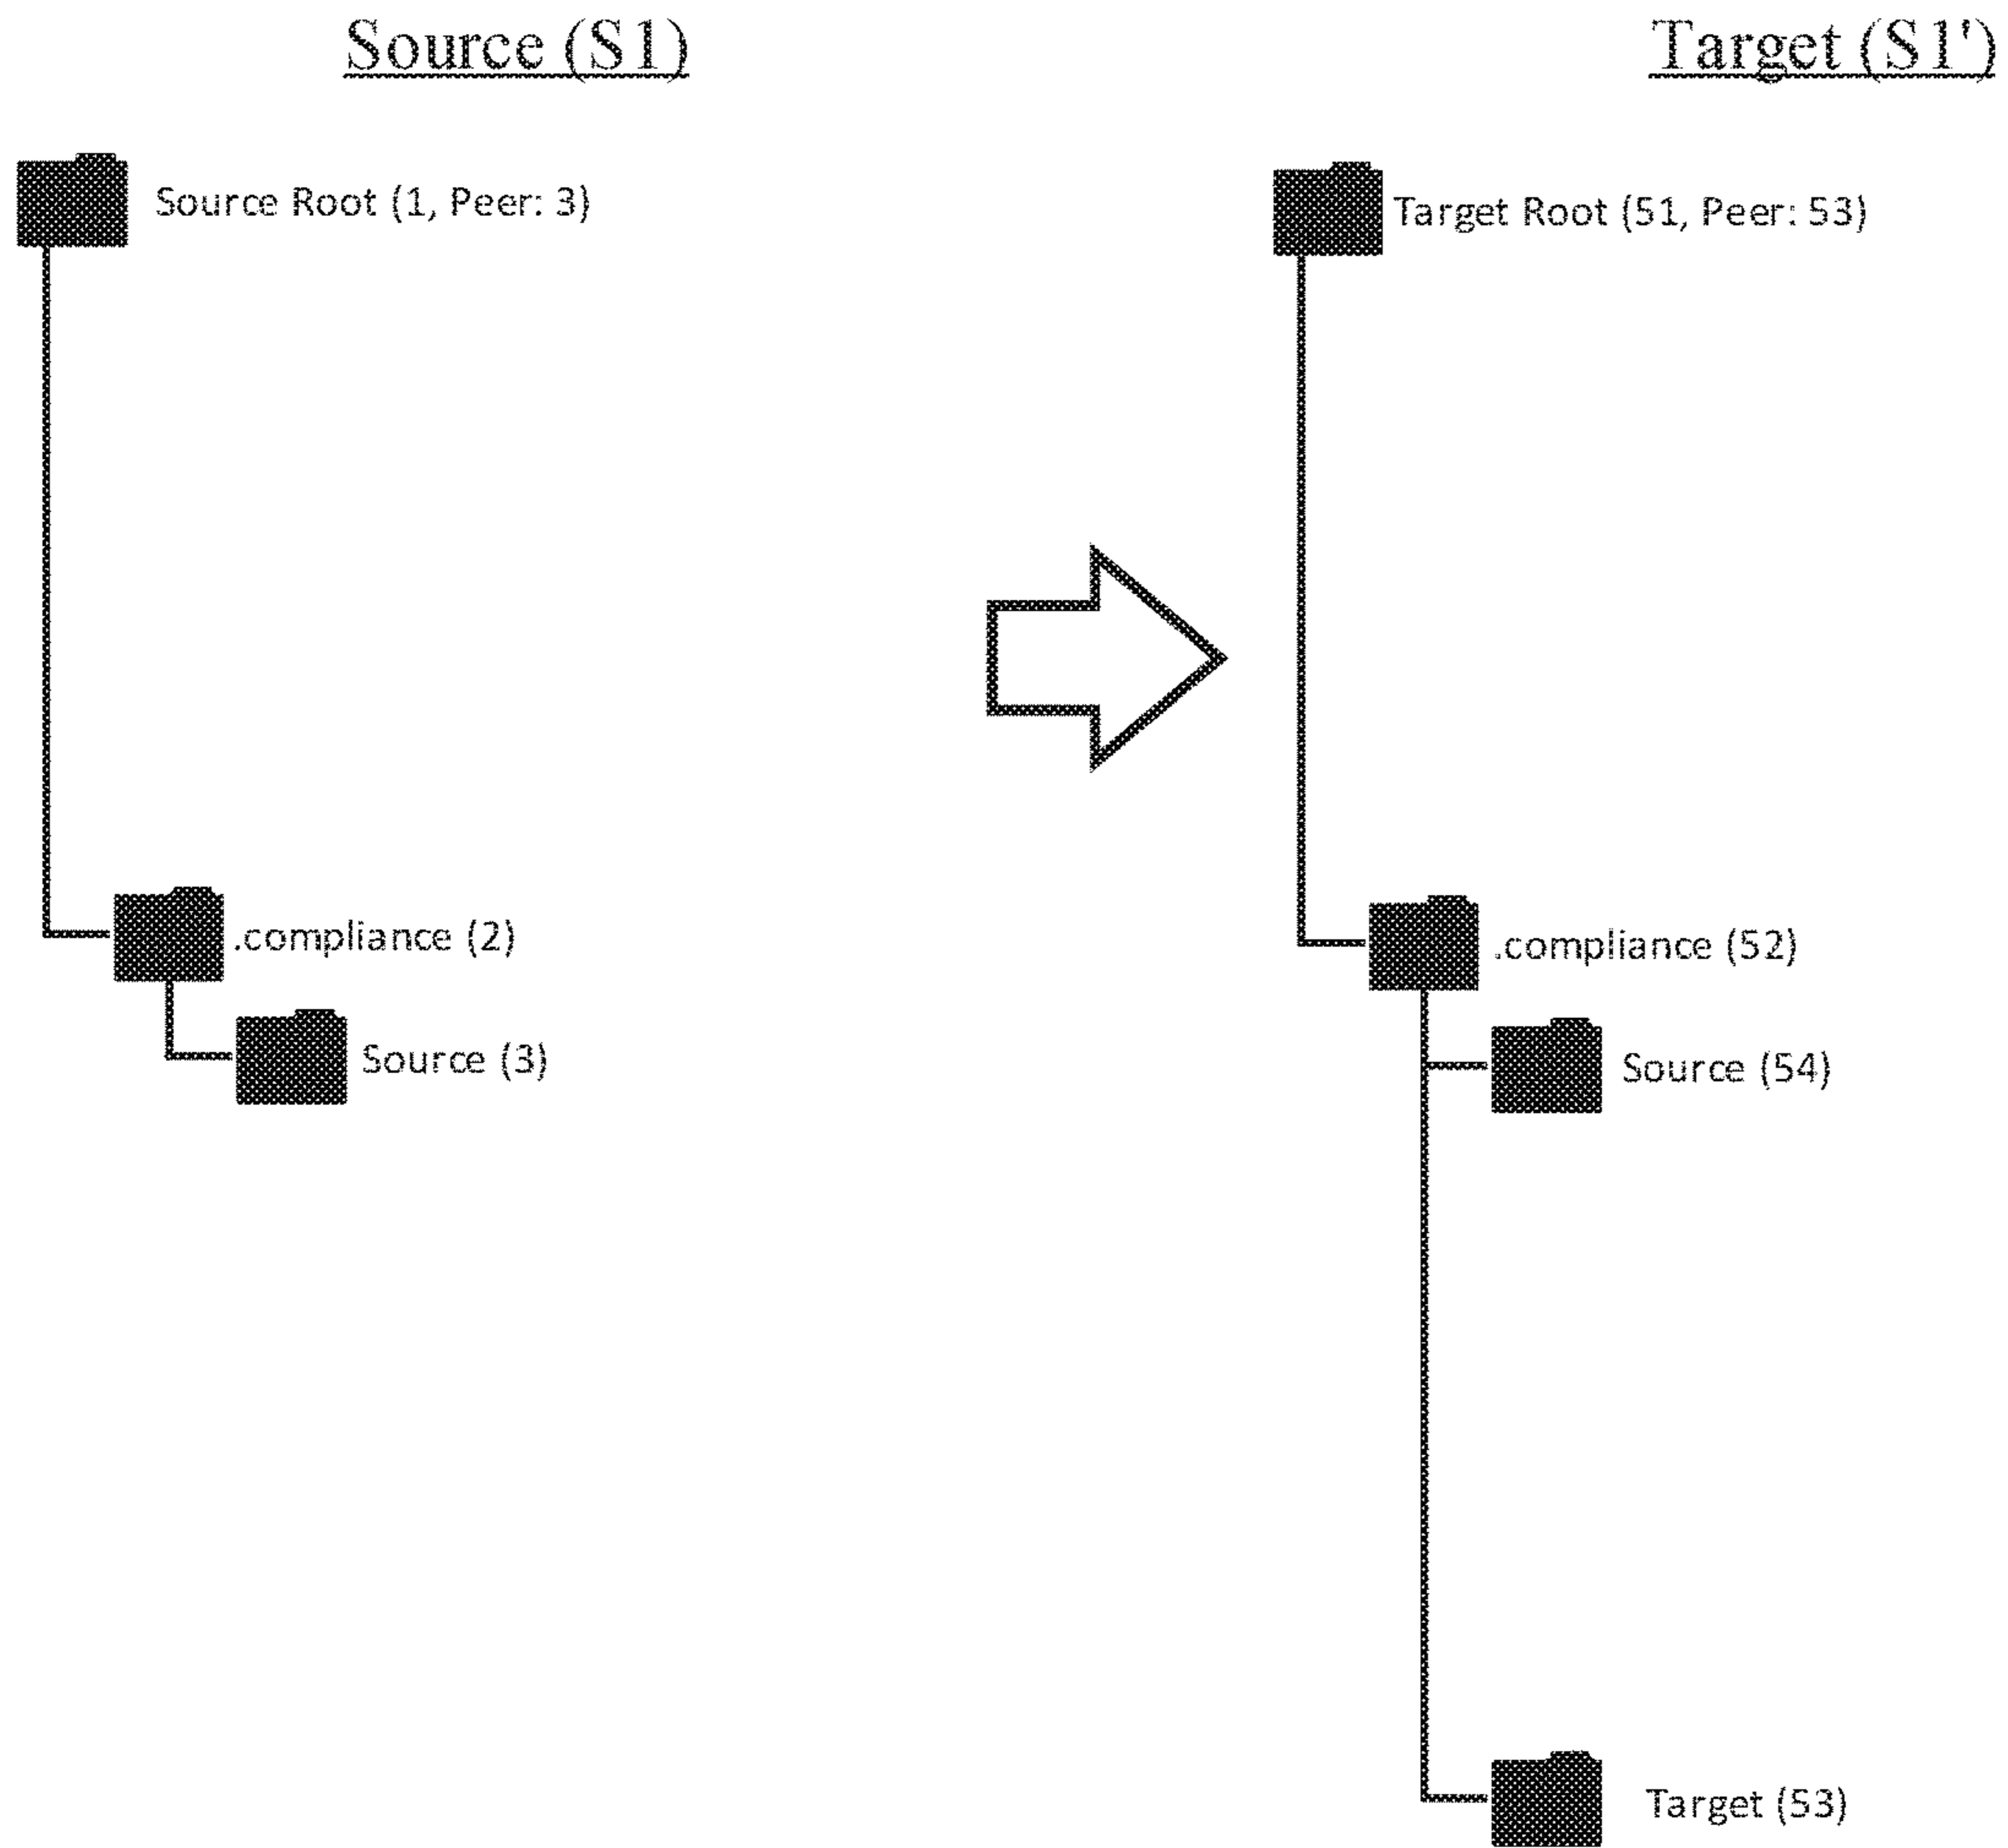 Source (S1)
Target (S1')
Source Root (1, Peer: 3)
Target Root (51, Peer: 53)
.compliance (2)
.compliance (52)
Source (3)
Source (54)
Target (53)